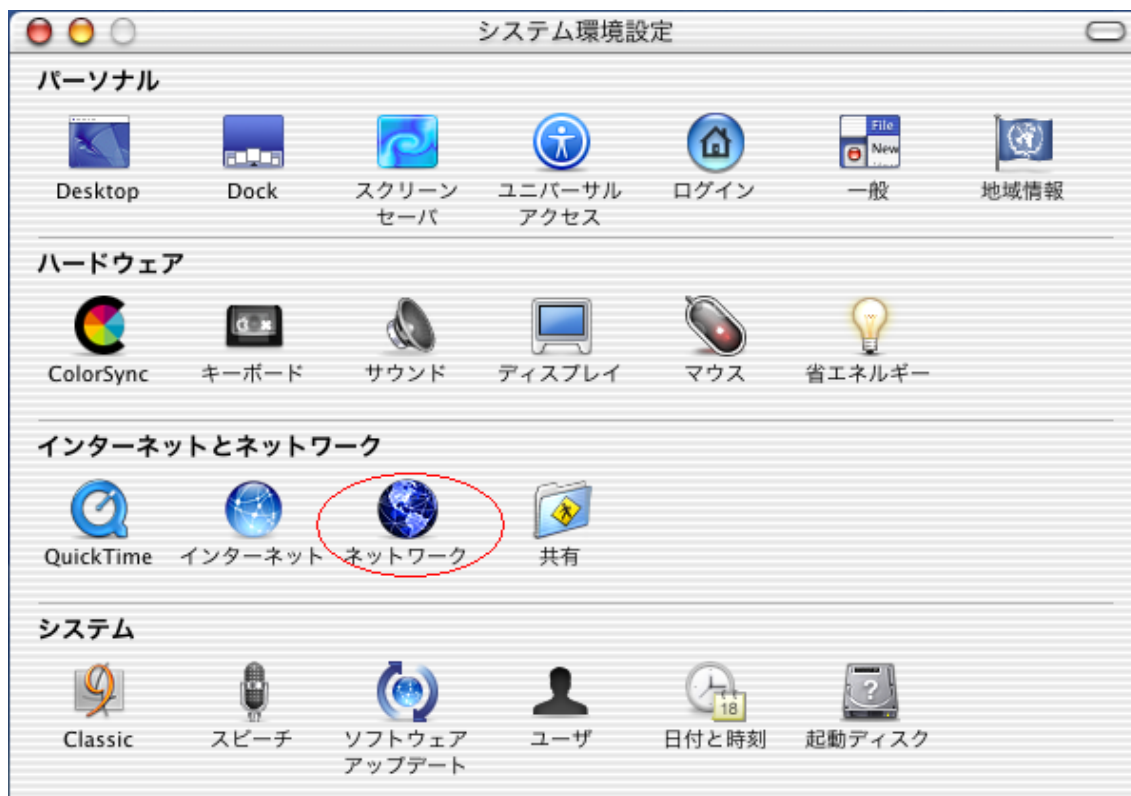 システム環境設定
パーソナル
Desktop
Dock
スクリーン
セーバ
ユニバーサル
アクセス
ログイン
File
New
一般
地域情報
ハードウェア
ColorSync
キーボード
サウンド
ディスプレイ
マウス
省エネルギー
インターネットとネットワーク
QuickTime
インターネット
ネットワーク
共有
システム
Classic
スピーチ
ソフトウェア
アップデート
ユーザ
18
日付と時刻
?
起動ディスク